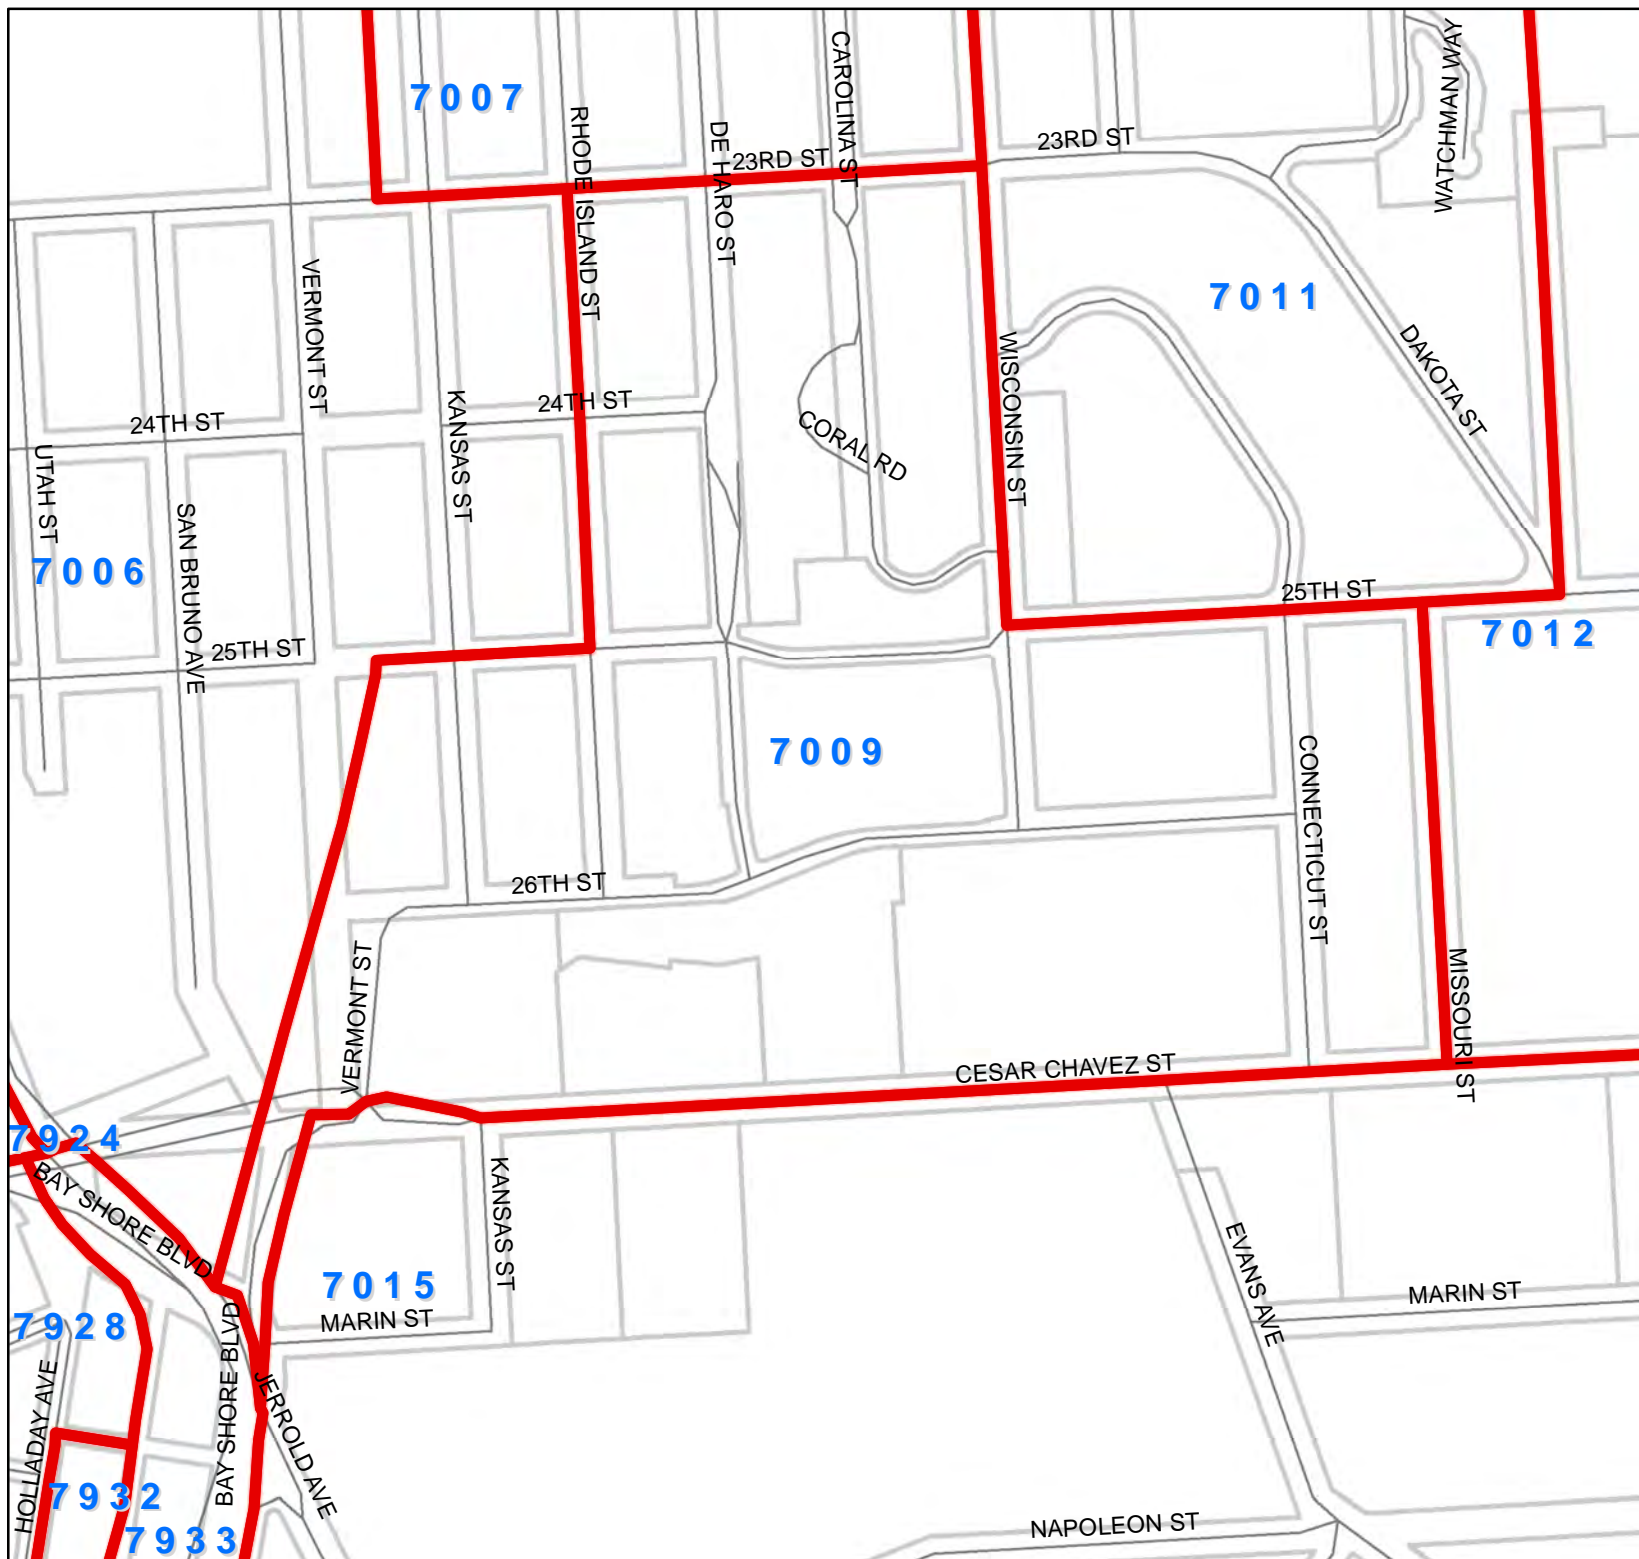 7007
CAROLINA ST
WATCHMAN WAY
RHODE ISLAND ST
DE HARO ST
23RD ST
23RD ST
VERMONT ST
7011
WISCONSIN ST
DAKOTA ST
24TH ST
24TH ST
KANSAS ST
CORAL RD
UTAH ST
SAN BRUNO AVE
7006
25TH ST
25TH ST
7012
7009
CONNECTICUT ST
26TH ST
VERMONT ST
MISSOURI ST
CESAR CHAVEZ ST
7924
BAY SHORE BLVD
KANSAS ST
EVANS AVE
7015
MARIN ST
MARIN ST
7928
HOLLADAY AVE
BAY SHORE BLVD
JERROLD AVE
7932
7933
NAPOLEON ST